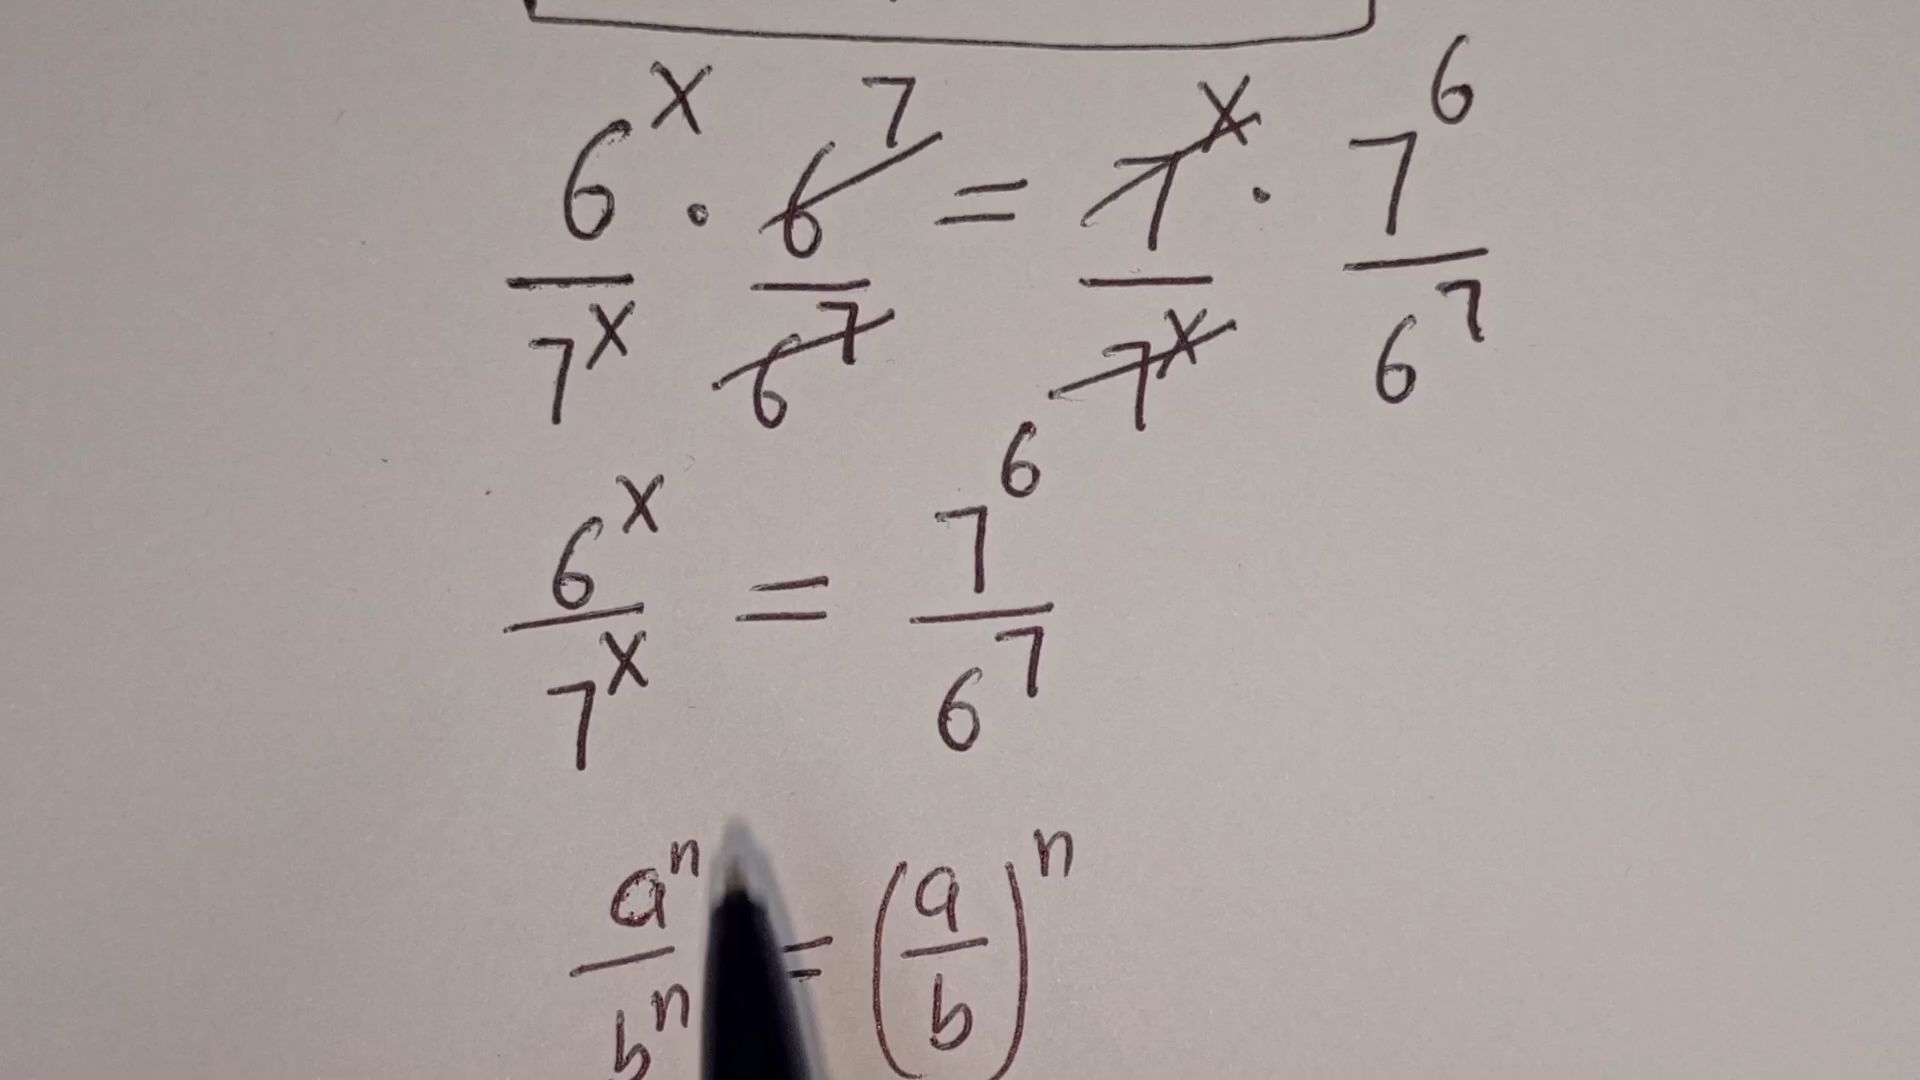 6^x/7^x · 6^7/6^7 = 7^x/7^x · 7^6/6^7
6^x/7^x = 7^6/6^7
a^n/b^n = (a/b)^n